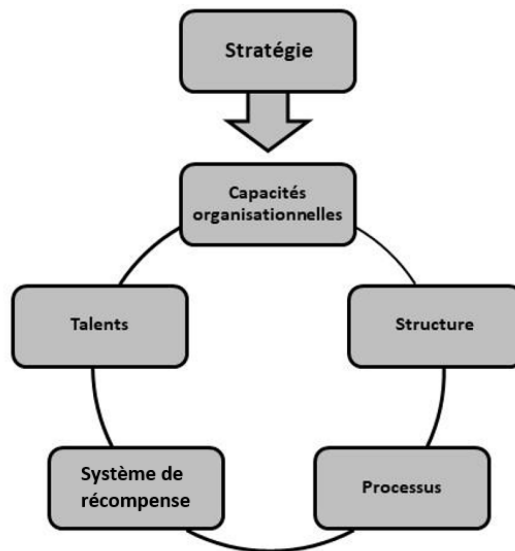 Stratégie
Capacités
organisationnelles
Talents
Structure
Système de
récompense
Processus